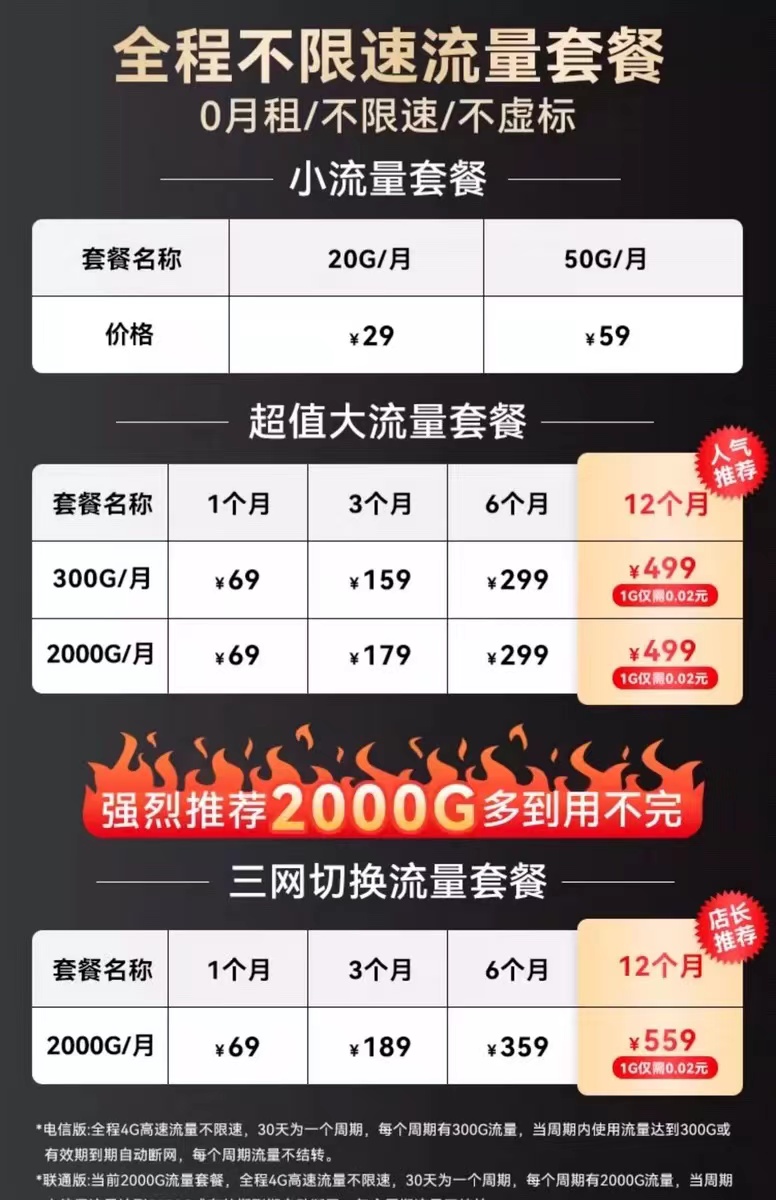 全程不限速流量套餐
0月租/不限速/不虚标
小流量套餐
套餐名称 20G/月 50G/月
价格 ¥29 ¥59
超值大流量套餐
人气
推荐
套餐名称 1个月 3个月 6个月 12个月
300G/月 ¥69 ¥159 ¥299 ¥499
1G仅需0.02元
2000G/月 ¥69 ¥179 ¥299 ¥499
1G仅需0.02元
强烈推荐2000G多到用不完
三网切换流量套餐
店长
推荐
套餐名称 1个月 3个月 6个月 12个月
2000G/月 ¥69 ¥189 ¥359 ¥559
1G仅需0.02元
*电信版:全程4G高速流量不限速，30天为一个周期，每个周期有300G流量，当周期内使用流量达到300G或
有效期到期自动断网，每个周期流量不结转。
*联通版:当前2000G流量套餐，全程4G高速流量不限速，30天为一个周期，每个周期有2000G流量，当周期